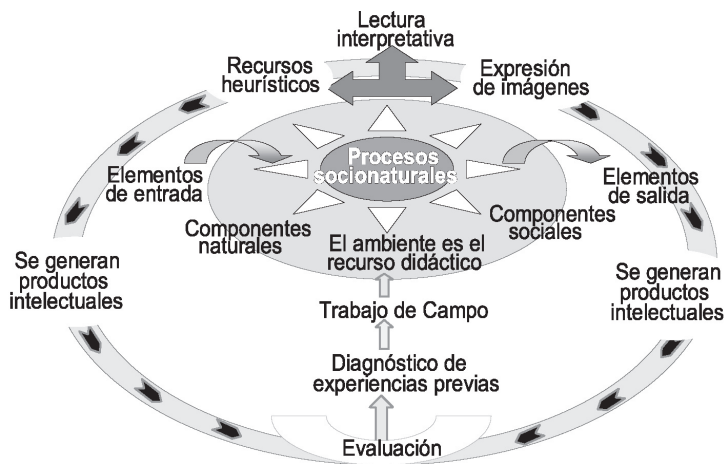 Lectura
interpretativa
Recursos
heurísticos
Expresión
de imágenes
Procesos
socionaturales
Elementos
de entrada
Elementos
de salida
Componentes
naturales
Componentes
sociales
El ambiente es el
recurso didáctico
Se generan
productos
intelectuales
Se generan
productos
intelectuales
Trabajo de Campo
Diagnóstico de
experiencias previas
Evaluación